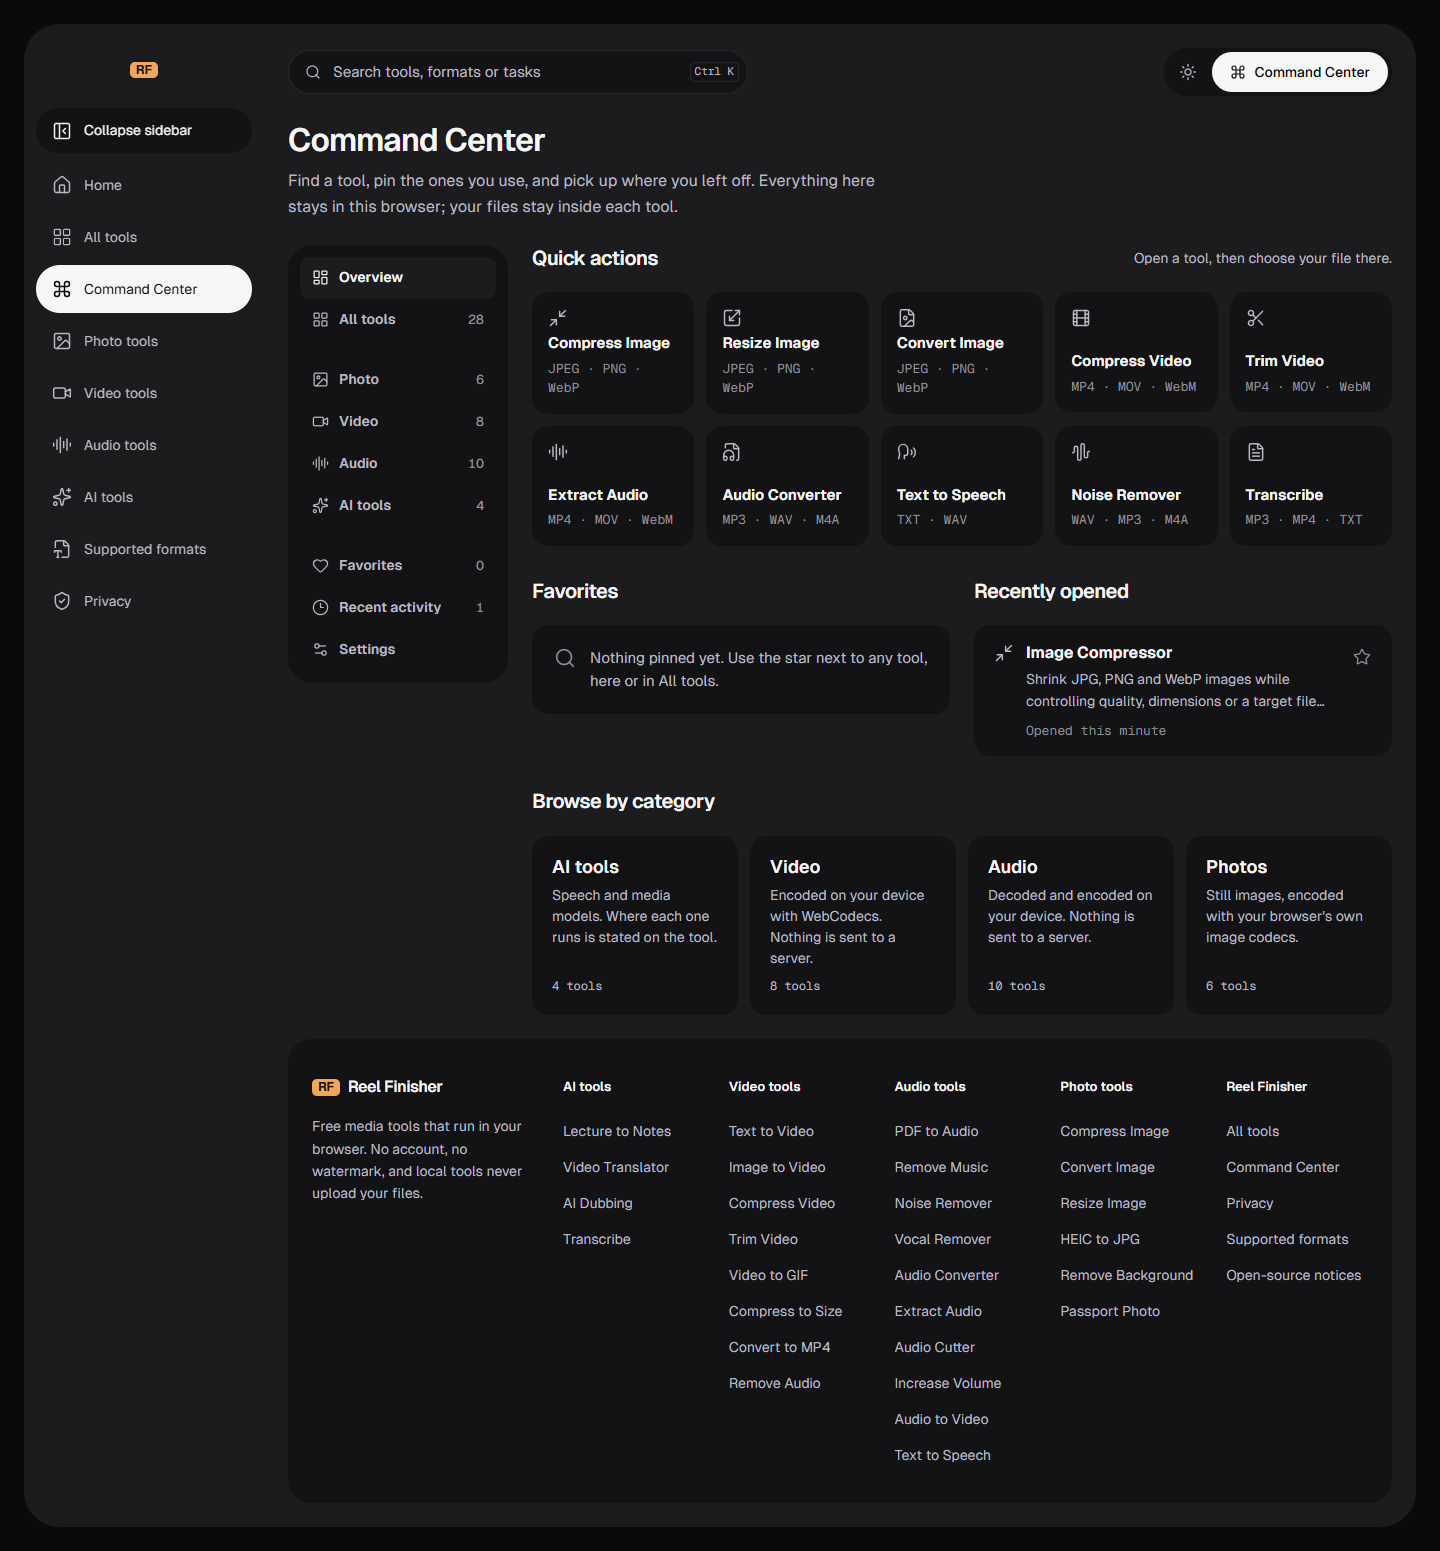 RF
Search tools, formats or tasks
Ctrl K
Command Center
Collapse sidebar
Home
All tools
Command Center
Photo tools
Video tools
Audio tools
AI tools
Supported formats
Privacy
Command Center
Find a tool, pin the ones you use, and pick up where you left off. Everything here
stays in this browser; your files stay inside each tool.
Overview
All tools 28
Photo 6
Video 8
Audio 10
AI tools 4
Favorites 0
Recent activity 1
Settings
Quick actions
Open a tool, then choose your file there.
Compress Image
JPEG · PNG ·
WebP
Resize Image
JPEG · PNG ·
WebP
Convert Image
JPEG · PNG ·
WebP
Compress Video
MP4 · MOV · WebM
Trim Video
MP4 · MOV · WebM
Extract Audio
MP4 · MOV · WebM
Audio Converter
MP3 · WAV · M4A
Text to Speech
TXT · WAV
Noise Remover
WAV · MP3 · M4A
Transcribe
MP3 · MP4 · TXT
Favorites
Nothing pinned yet. Use the star next to any tool,
here or in All tools.
Recently opened
Image Compressor
Shrink JPG, PNG and WebP images while
controlling quality, dimensions or a target file…
Opened this minute
Browse by category
AI tools
Speech and media
models. Where each one
runs is stated on the tool.
4 tools
Video
Encoded on your device
with WebCodecs.
Nothing is sent to a
server.
8 tools
Audio
Decoded and encoded on
your device. Nothing is
sent to a server.
10 tools
Photos
Still images, encoded
with your browser's own
image codecs.
6 tools
RF Reel Finisher
Free media tools that run in your
browser. No account, no
watermark, and local tools never
upload your files.
AI tools
Lecture to Notes
Video Translator
AI Dubbing
Transcribe
Video tools
Text to Video
Image to Video
Compress Video
Trim Video
Video to GIF
Compress to Size
Convert to MP4
Remove Audio
Audio tools
PDF to Audio
Remove Music
Noise Remover
Vocal Remover
Audio Converter
Extract Audio
Audio Cutter
Increase Volume
Audio to Video
Text to Speech
Photo tools
Compress Image
Convert Image
Resize Image
HEIC to JPG
Remove Background
Passport Photo
Reel Finisher
All tools
Command Center
Privacy
Supported formats
Open-source notices